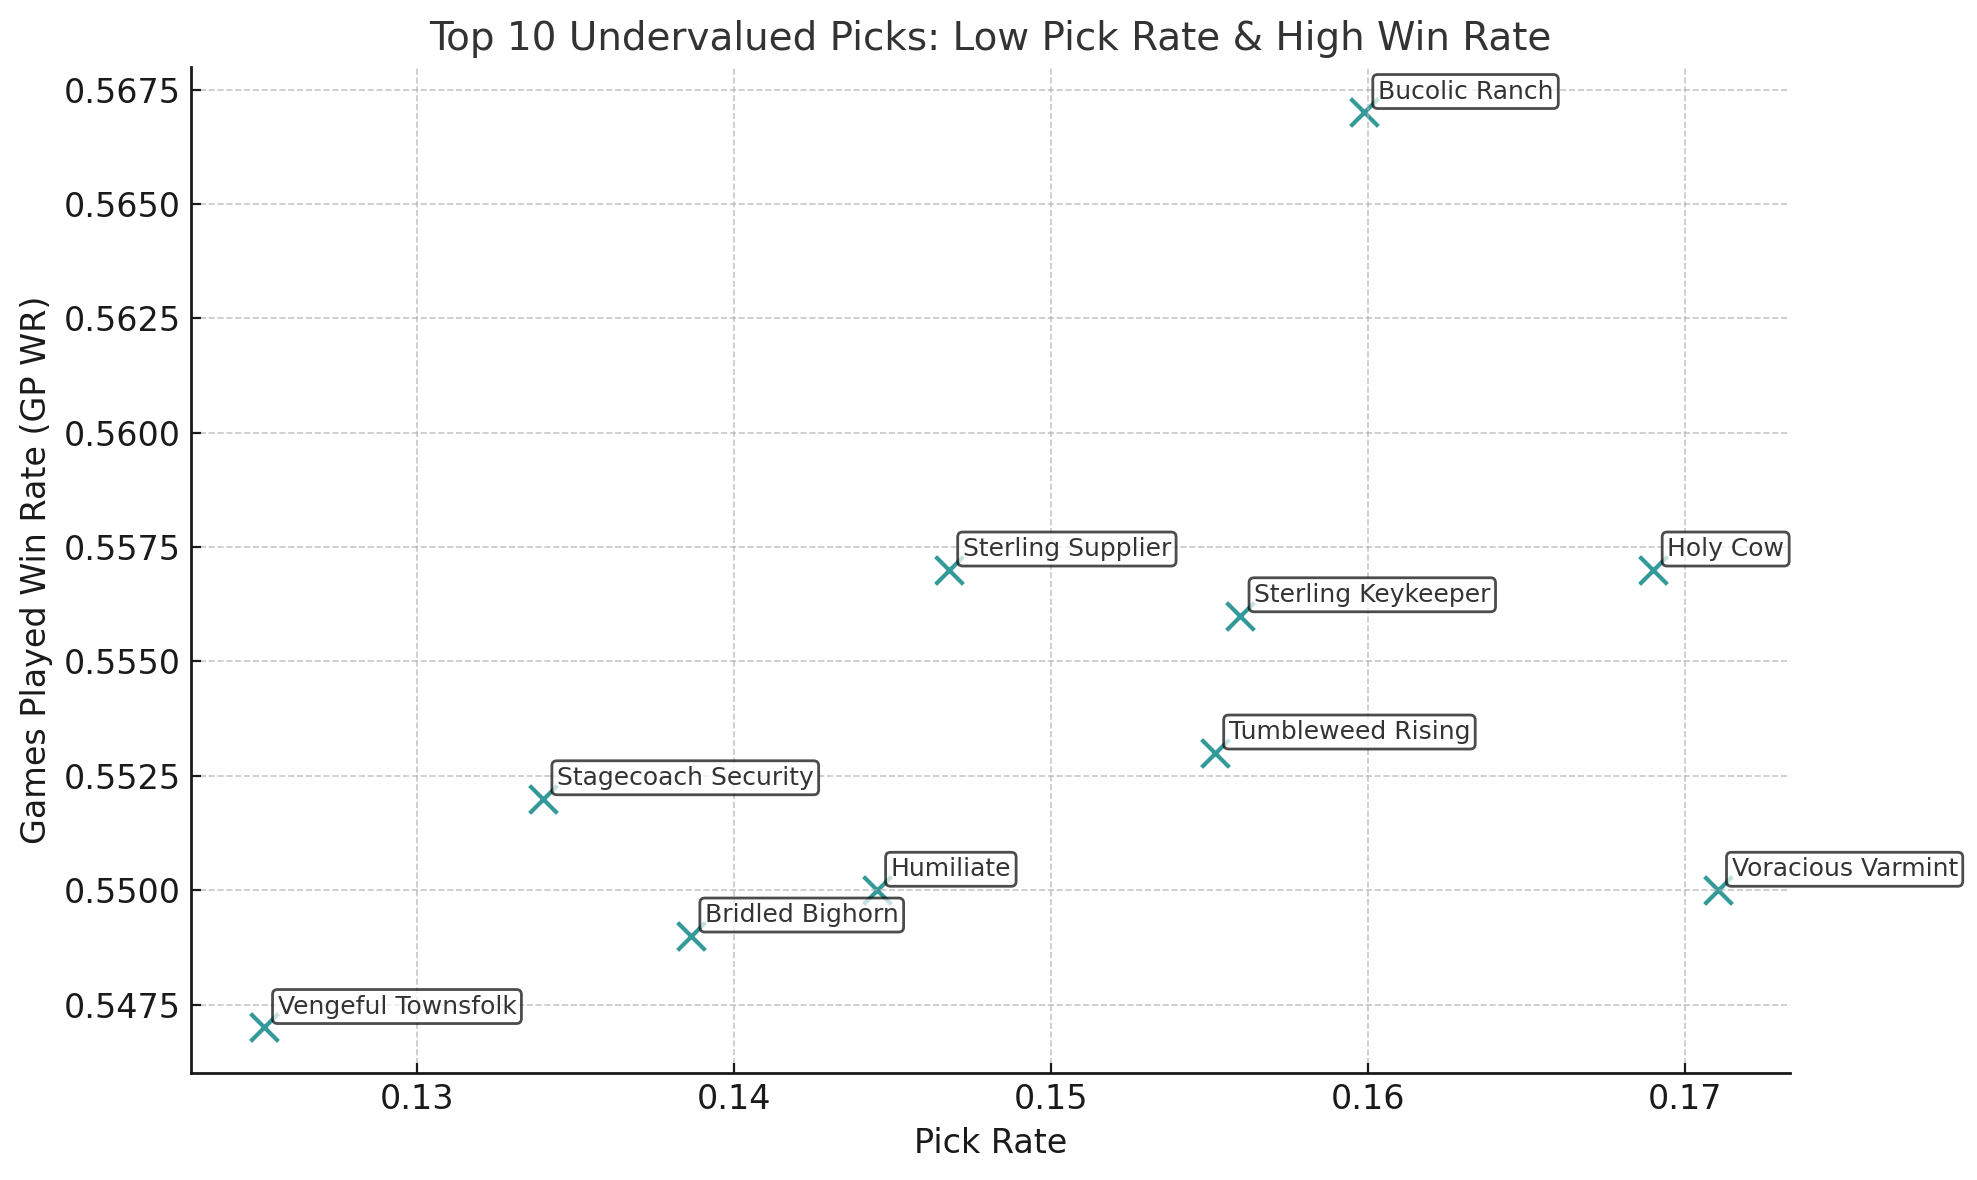 Top 10 Undervalued Picks: Low Pick Rate & High Win Rate
Games Played Win Rate (GP WR)
0.5675
0.5650
0.5625
0.5600
0.5575
0.5550
0.5525
0.5500
0.5475
Bucolic Ranch
Sterling Supplier
Holy Cow
Sterling Keykeeper
Tumbleweed Rising
Stagecoach Security
Humiliate
Voracious Varmint
Bridled Bighorn
Vengeful Townsfolk
0.13
0.14
0.15
0.16
0.17
Pick Rate